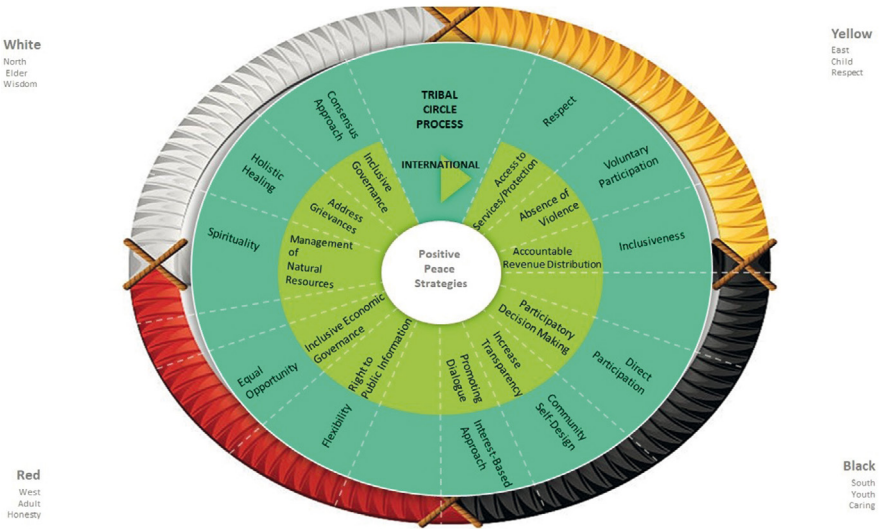 White
North
Elder
Wisdom
Yellow
East
Child
Respect
TRIBAL
CIRCLE
PROCESS
INTERNATIONAL
Respect
Voluntary
Participation
Inclusiveness
Direct
Participation
Community
Self-Design
Interest-Based
Approach
Flexibility
Equal
Opportunity
Spirituality
Holistic
Healing
Consensus
Approach
Access to
Services/Protection
Absence of
Violence
Accountable
Revenue Distribution
Participatory
Decision Making
Increase
Transparency
Promoting
Dialogue
Right to
Public Information
Inclusive Economic
Governance
Management
of
Natural
Resources
Address
Grievances
Inclusive
Governance
Positive
Peace
Strategies
Red
West
Adult
Honesty
Black
South
Youth
Caring